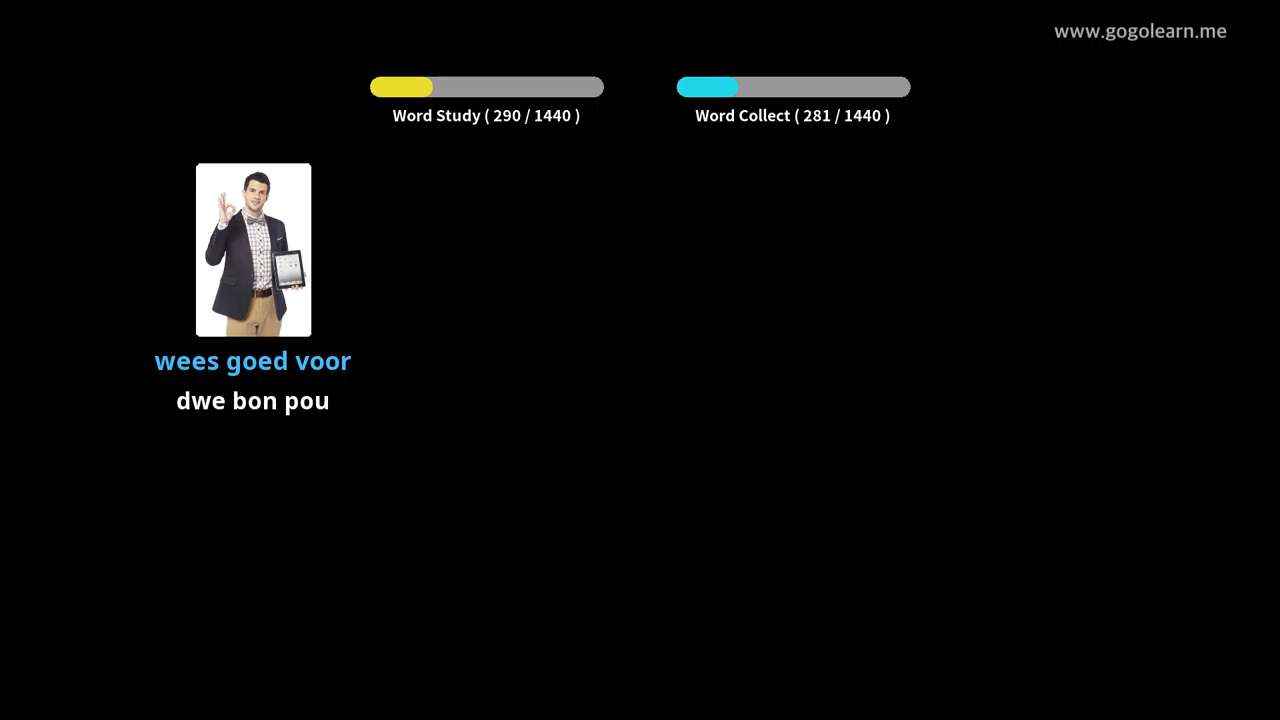 www.gogolearn.me
Word Study ( 290 / 1440 )
Word Collect ( 281 / 1440 )
wees goed voor
dwe bon pou